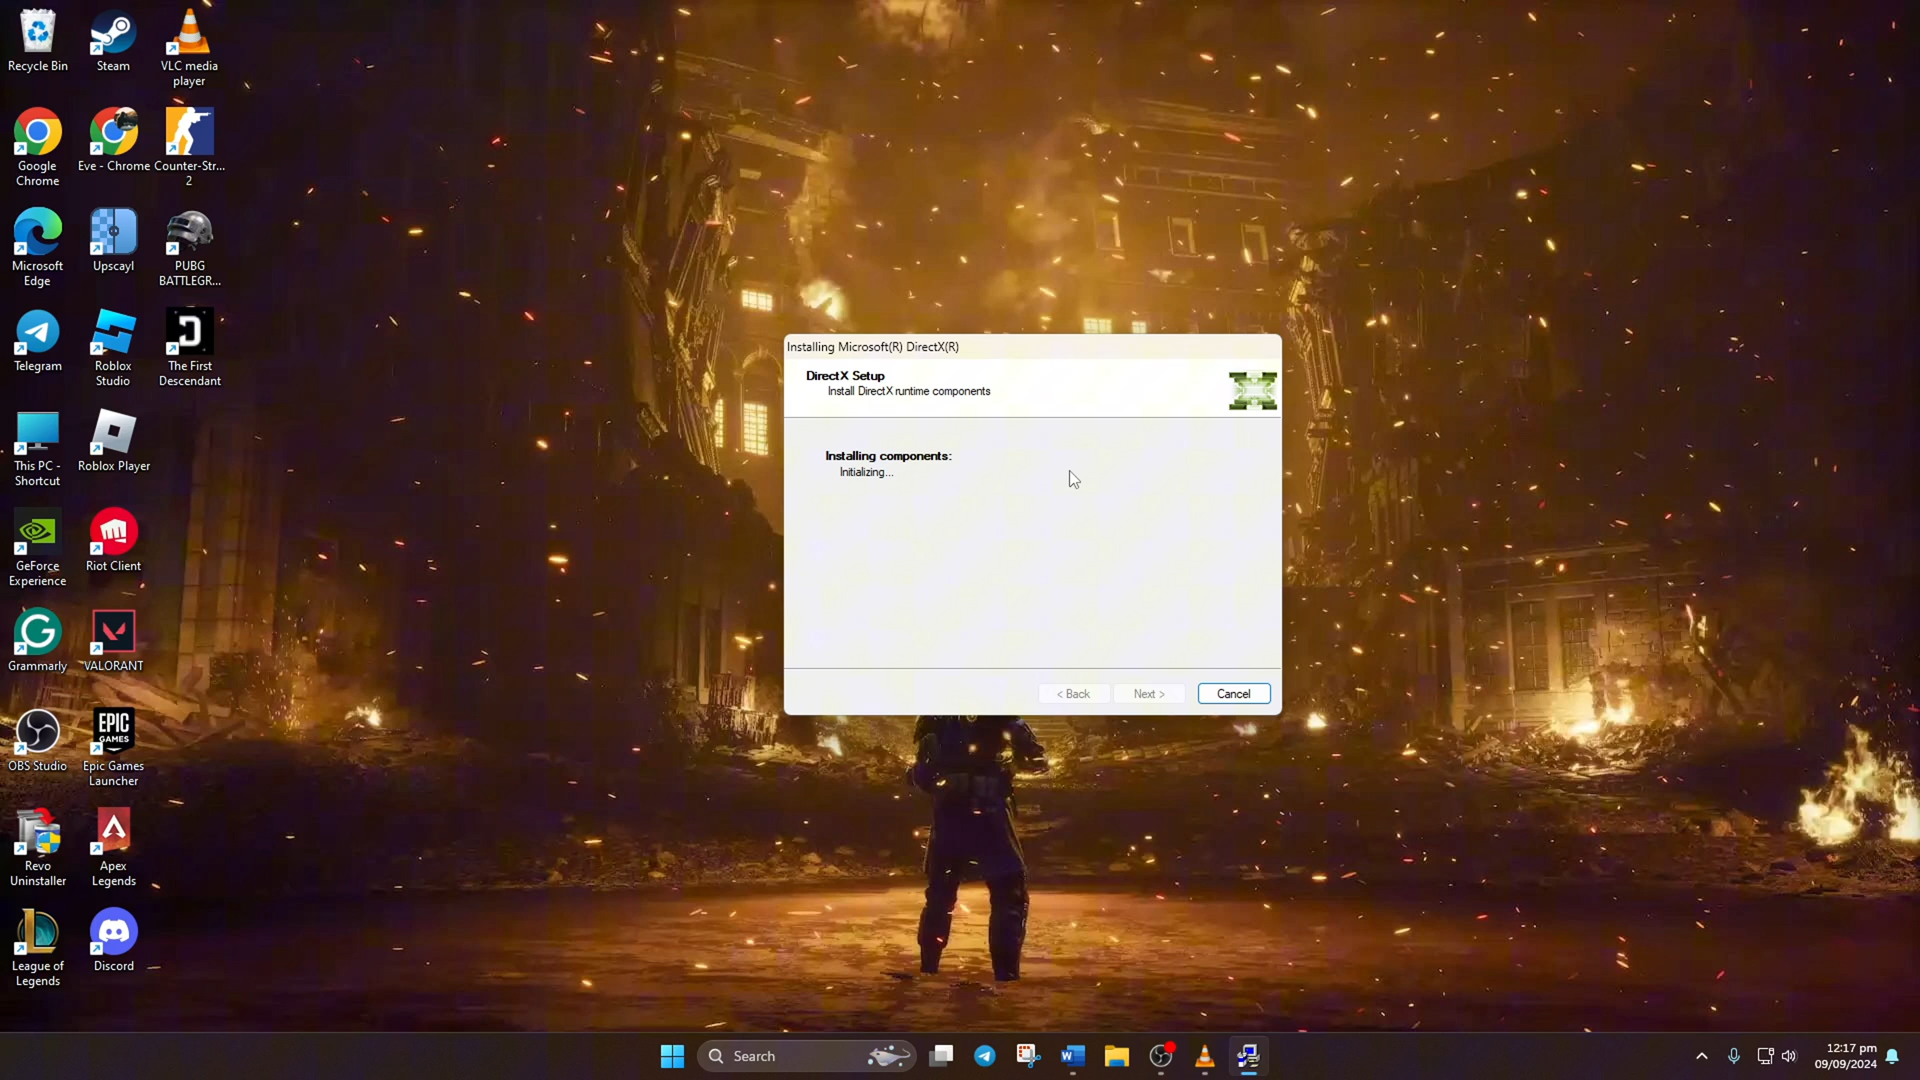 Recycle Bin
Steam
VLC media
player
Google
Chrome
Eve - Chrome
Counter-Str...
2
Microsoft
Edge
Upscayl
PUBG
BATTLEGR...
Telegram
Roblox
Studio
The First
Descendant
This PC -
Shortcut
Roblox Player
GeForce
Experience
Riot Client
Grammarly
VALORANT
OBS Studio
EPIC
GAMES
Epic Games
Launcher
Revo
Uninstaller
Apex
Legends
League of
Legends
Discord
Installing Microsoft(R) DirectX(R)
DirectX Setup
Install DirectX runtime components
Installing components:
Initializing...
< Back
Next >
Cancel
Search
12:17 pm
09/09/2024